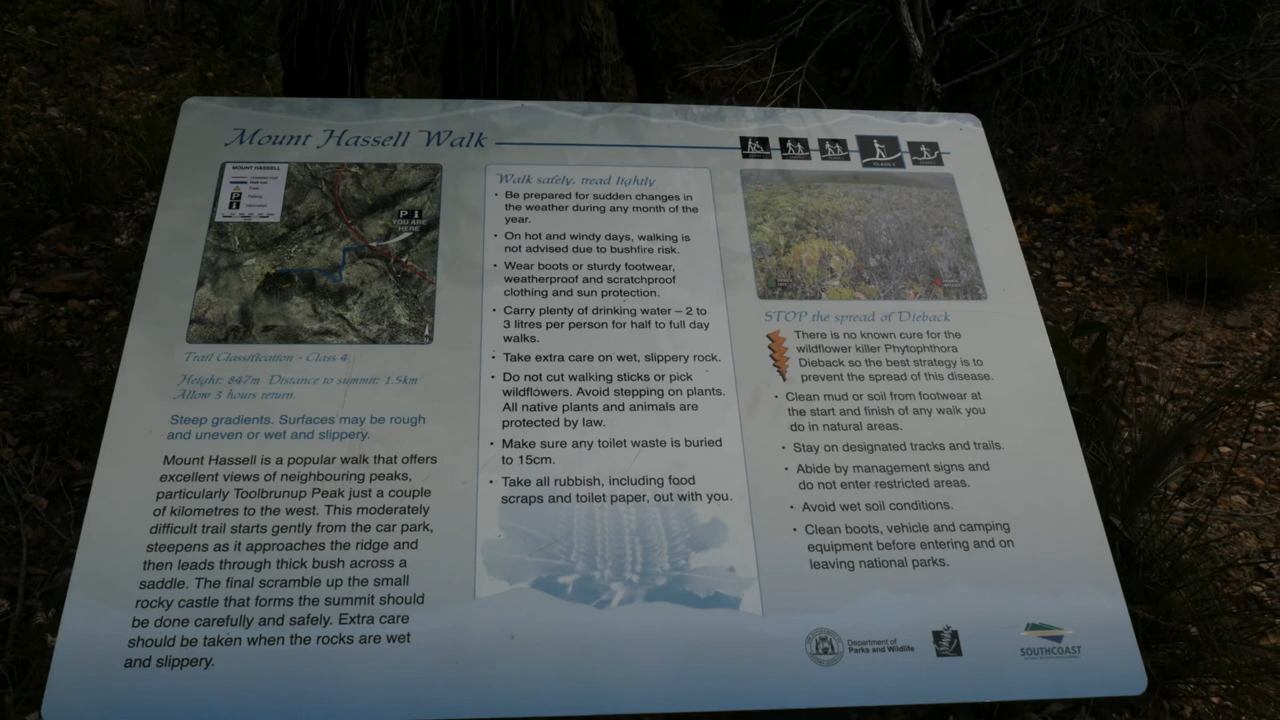 Mount Hassell Walk
MOUNT HASSELL
Parking
Information
P i
YOU ARE
HERE
Trail Classification - Class 4
Height: 847m Distance to summit: 1.5km
Allow 3 hours return.
Steep gradients. Surfaces may be rough
and uneven or wet and slippery.
Mount Hassell is a popular walk that offers
excellent views of neighbouring peaks,
particularly Toolbrunup Peak just a couple
of kilometres to the west. This moderately
difficult trail starts gently from the car park,
steepens as it approaches the ridge and
then leads through thick bush across a
saddle. The final scramble up the small
rocky castle that forms the summit should
be done carefully and safely. Extra care
should be taken when the rocks are wet
and slippery.
Walk safely, tread lightly
• Be prepared for sudden changes in
the weather during any month of the
year.
• On hot and windy days, walking is
not advised due to bushfire risk.
• Wear boots or sturdy footwear,
weatherproof and scratchproof
clothing and sun protection.
• Carry plenty of drinking water – 2 to
3 litres per person for half to full day
walks.
• Take extra care on wet, slippery rock.
• Do not cut walking sticks or pick
wildflowers. Avoid stepping on plants.
All native plants and animals are
protected by law.
• Make sure any toilet waste is buried
to 15cm.
• Take all rubbish, including food
scraps and toilet paper, out with you.
CLASS 4
STOP the spread of Dieback
There is no known cure for the
wildflower killer Phytophthora
Dieback so the best strategy is to
prevent the spread of this disease.
• Clean mud or soil from footwear at
the start and finish of any walk you
do in natural areas.
• Stay on designated tracks and trails.
• Abide by management signs and
do not enter restricted areas.
• Avoid wet soil conditions.
• Clean boots, vehicle and camping
equipment before entering and on
leaving national parks.
Department of
Parks and Wildlife
SOUTHCOAST